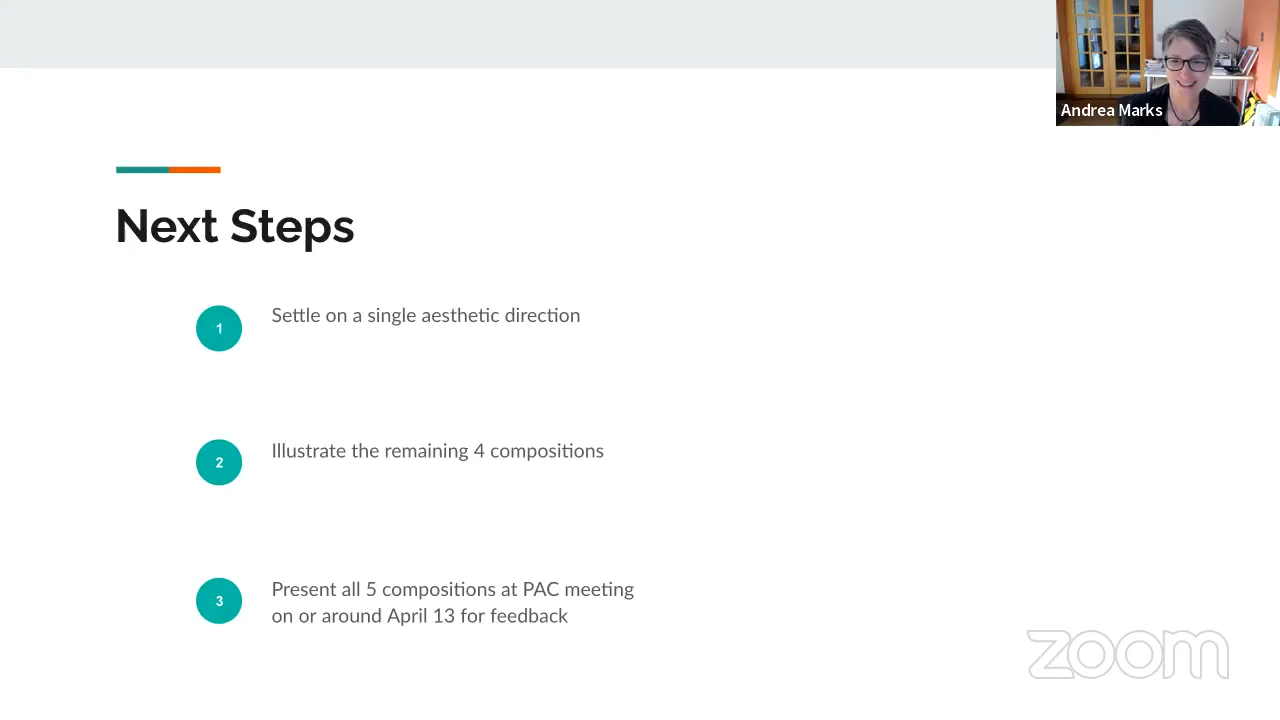 Andrea Marks
Next Steps
1
Settle on a single aesthetic direction
2
Illustrate the remaining 4 compositions
3
Present all 5 compositions at PAC meeting
on or around April 13 for feedback
zoom